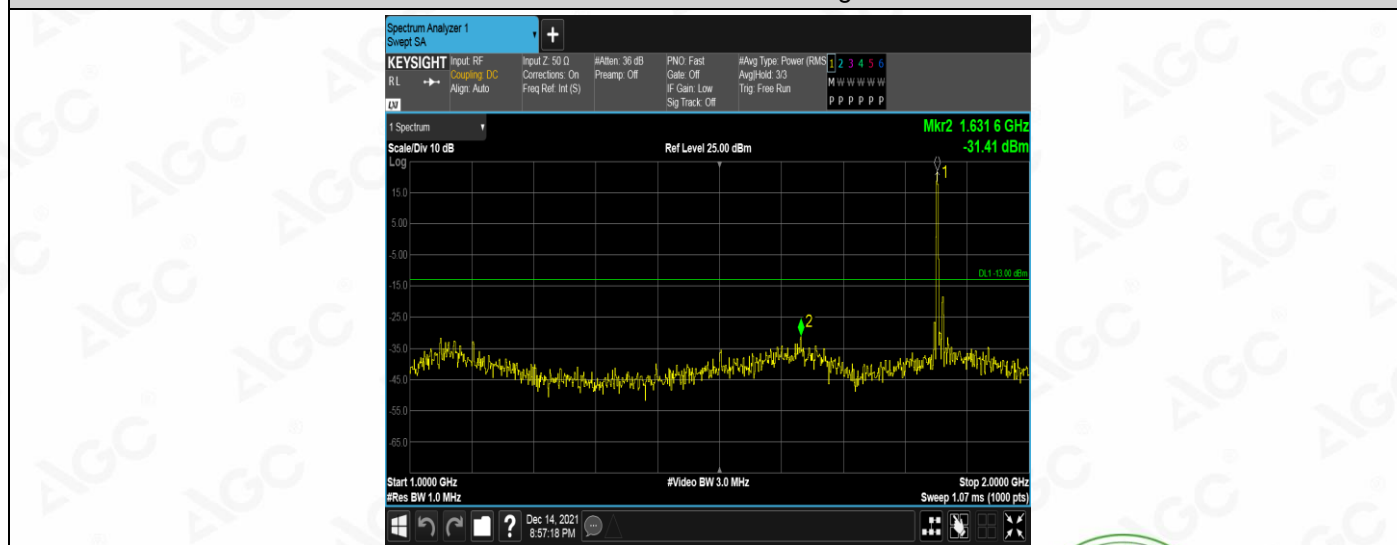 Spectrum Analyzer 1
Swept SA
+
KEYSIGHT
RL
Input: RF
Coupling: DC
Align: Auto
Input Z: 50 Ω
Corrections: On
Freq Ref: Int (S)
#Atten: 36 dB
Preamp: Off
PNO: Fast
Gate: Off
IF Gain: Low
Sig Track: Off
#Avg Type: Power (RMS
Avg|Hold: 3/3
Trig: Free Run
1 2 3 4 5 6
M W W W W W
P P P P P P
1 Spectrum
Mkr2 1.631 6 GHz
Scale/Div 10 dB
Ref Level 25.00 dBm
-31.41 dBm
Log
1
15.0
5.00
-5.00
DL1 -13.00 dBm
-15.0
-25.0
2
-35.0
-45.0
-55.0
-65.0
Start 1.0000 GHz
#Video BW 3.0 MHz
Stop 2.0000 GHz
#Res BW 1.0 MHz
Sweep 1.07 ms (1000 pts)
?
Dec 14, 2021
8:57:18 PM
AGC